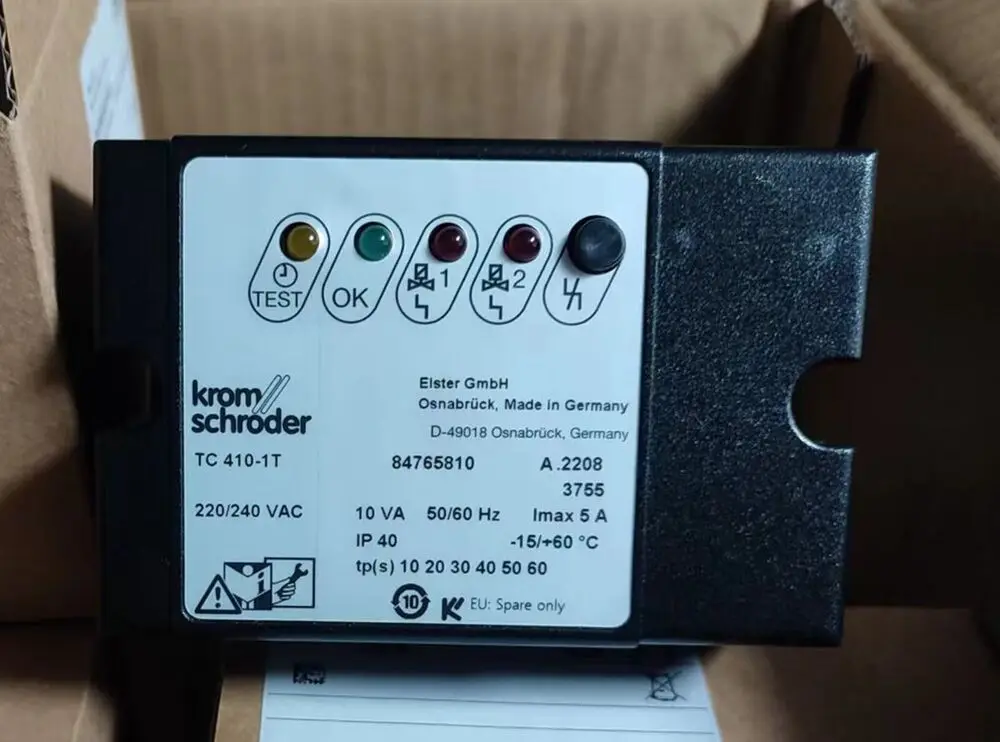 TEST
OK
1
2
krom
schroder
Elster GmbH
Osnabrück, Made in Germany
D-49018 Osnabrück, Germany
TC 410-1T 84765810 A.2208
3755
220/240 VAC 10 VA 50/60 Hz Imax 5 A
IP 40 -15/+60 °C
tp(s) 10 20 30 40 50 60
i
10 EU: Spare only